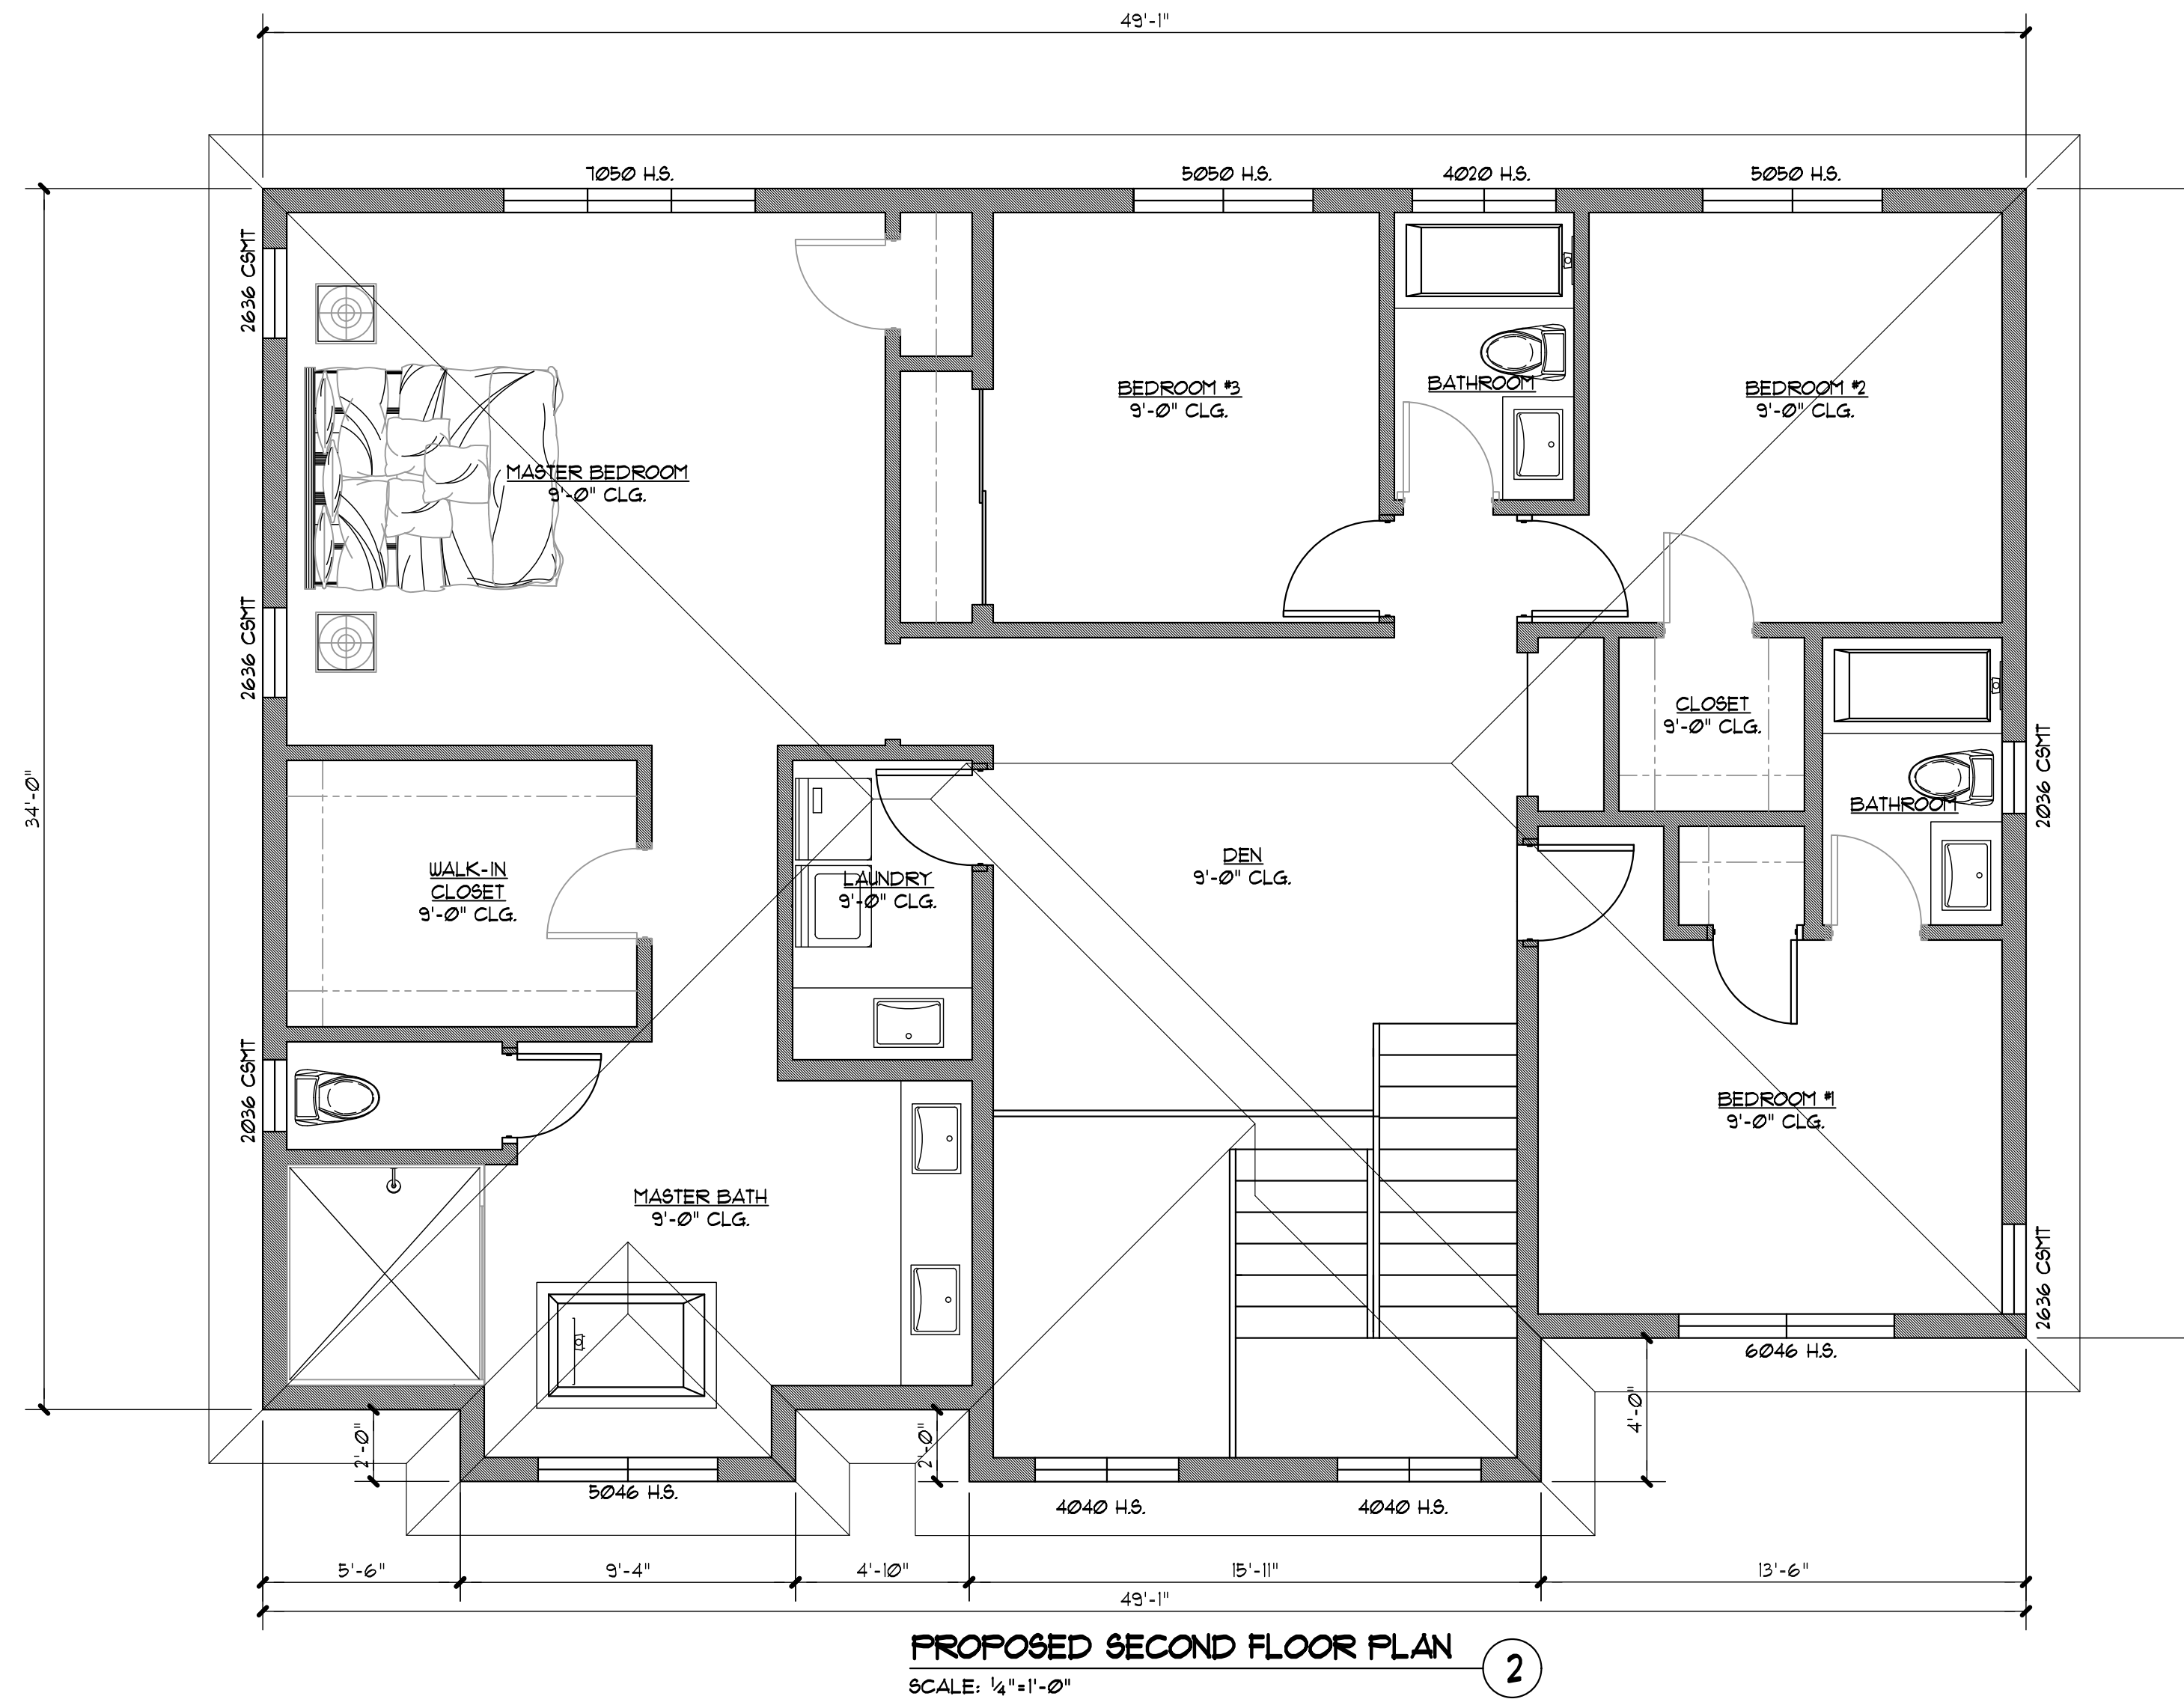 49'-1"
7050 H.S.
5050 H.S.
4020 H.S.
5050 H.S.
2636 CSMT
BEDROOM #3
9'-0" CLG.
BATHROOM
BEDROOM #2
9'-0" CLG.
MASTER BEDROOM
9'-0" CLG.
2636 CSMT
CLOSET
9'-0" CLG.
34'-0"
2036 CSMT
BATHROOM
WALK-IN
CLOSET
9'-0" CLG.
LAUNDRY
9'-0" CLG.
DEN
9'-0" CLG.
2036 CSMT
BEDROOM #1
9'-0" CLG.
MASTER BATH
9'-0" CLG.
2636 CSMT
6046 H.S.
2'-0"
2'-0"
4'-0"
5046 H.S.
4040 H.S.
4040 H.S.
5'-6"
9'-4"
4'-10"
15'-11"
13'-6"
49'-1"
PROPOSED SECOND FLOOR PLAN
2
SCALE: ¼"=1'-0"